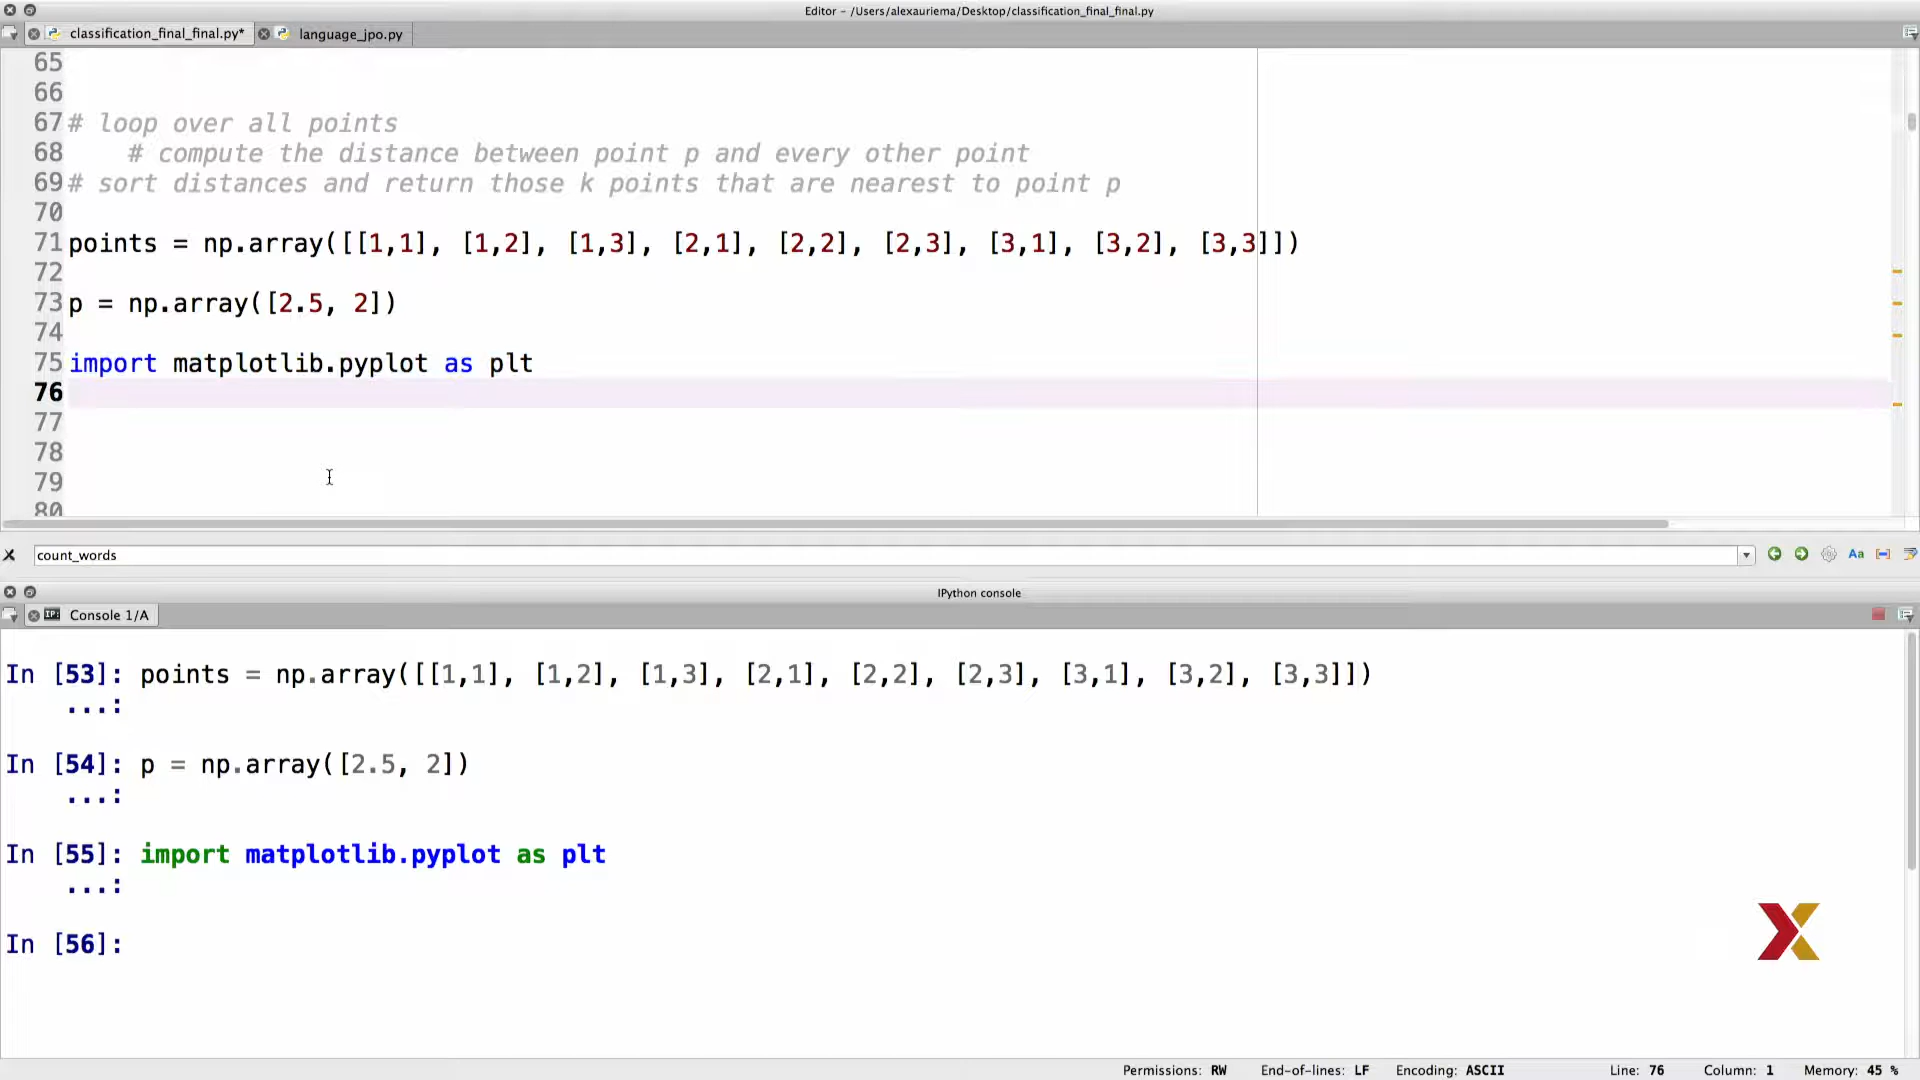 Editor - /Users/alexauriema/Desktop/classification_final_final.py
classification_final_final.py* language_jpo.py
65
66
67 # loop over all points
68 # compute the distance between point p and every other point
69 # sort distances and return those k points that are nearest to point p
70
71 points = np.array([[1,1], [1,2], [1,3], [2,1], [2,2], [2,3], [3,1], [3,2], [3,3]])
72
73 p = np.array([2.5, 2])
74
75 import matplotlib.pyplot as plt
76
77
78
79
80
count_words
Aa
IPython console
IP: Console 1/A
In [53]: points = np.array([[1,1], [1,2], [1,3], [2,1], [2,2], [2,3], [3,1], [3,2], [3,3]])
...:
In [54]: p = np.array([2.5, 2])
...:
In [55]: import matplotlib.pyplot as plt
...:
In [56]:
X
Permissions: RW End-of-lines: LF Encoding: ASCII Line: 76 Column: 1 Memory: 45 %